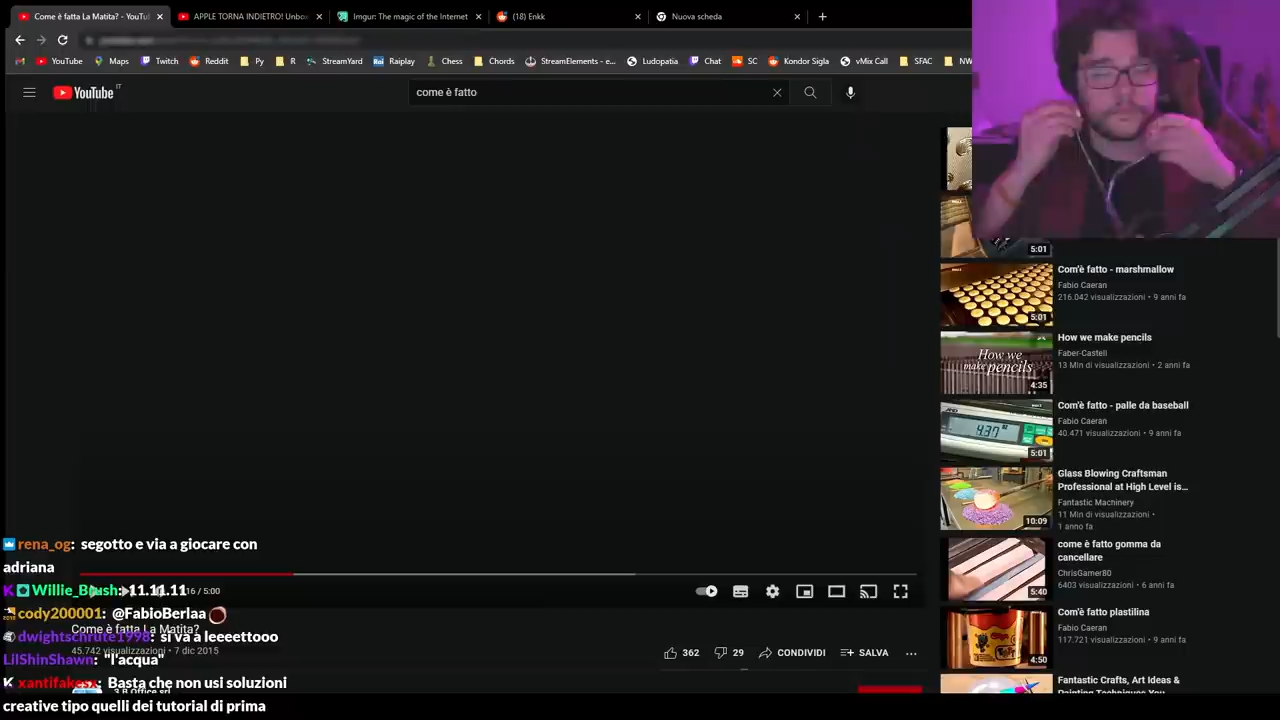 Come è fatta La Matita? - YouTu
APPLE TORNA INDIETRO! Unbox
Imgur: The magic of the Internet
(18) Enkk
Nuova scheda
YouTube
Maps
Twitch
Reddit
Py
R
StreamYard
Raiplay
Chess
Chords
StreamElements - e...
Ludopatia
Chat
SC
Kondor Sigla
vMix Call
SFAC
NW
YouTube IT
come è fatto
5:01
Com'è fatto - marshmallow
Fabio Caeran
216.042 visualizzazioni • 9 anni fa
5:01
How we make pencils
Faber-Castell
13 Mln di visualizzazioni • 2 anni fa
How we make pencils
4:35
Com'è fatto - palle da baseball
Fabio Caeran
40.471 visualizzazioni • 9 anni fa
5:01
Glass Blowing Craftsman
Professional at High Level is...
Fantastic Machinery
11 Mln di visualizzazioni •
1 anno fa
10:09
come è fatto gomma da
cancellare
ChrisGamer80
6403 visualizzazioni • 6 anni fa
5:40
Com'è fatto plastilina
Fabio Caeran
117.721 visualizzazioni • 9 anni fa
4:50
Fantastic Crafts, Art Ideas &
Painting Techniques You
rena_og: segotto e via a giocare con
adriana
Willie_Brush: 11.11.11
16 / 5:00
cody200001: @FabioBerlaa
dwightschrute1998: si va a leeeettooo
Come è fatta La Matita?
45.742 visualizzazioni • 7 dic 2015
362
29
CONDIVIDI
SALVA
LilShinShawn: "l'acqua"
xantifakesx: Basta che non usi soluzioni
creative tipo quelli dei tutorial di prima